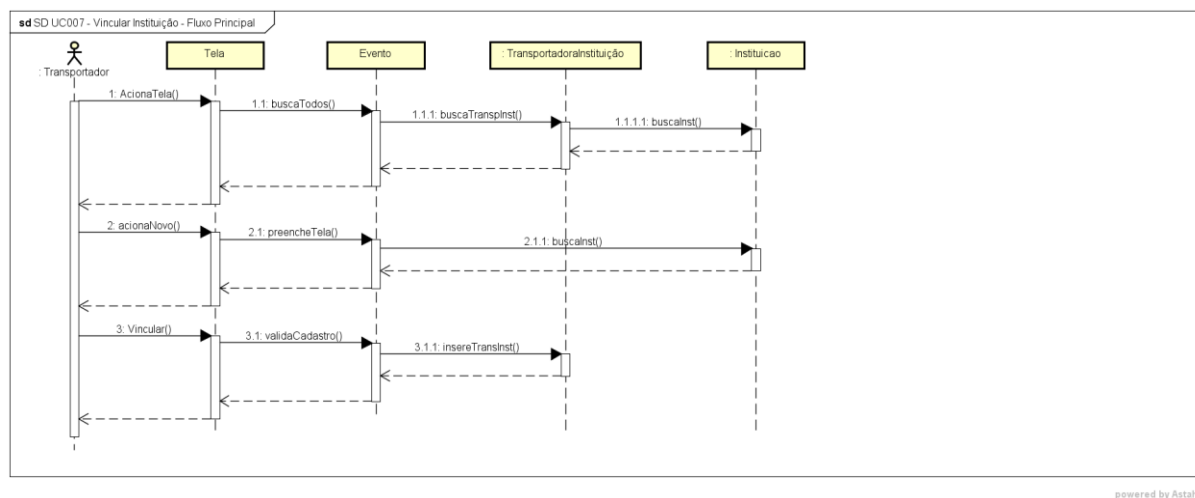 sd SD UC007 - Vincular Instituição - Fluxo Principal
: Transportador
Tela
Evento
: TransportadoraInstituição
: Instituicao
1: AcionaTela()
1.1: buscaTodos()
1.1.1: buscaTranspInst()
1.1.1.1: buscaInst()
2: acionaNovo()
2.1: preencheTela()
2.1.1: buscaInst()
3: Vincular()
3.1: validaCadastro()
3.1.1: insereTransInst()
powered by Astah